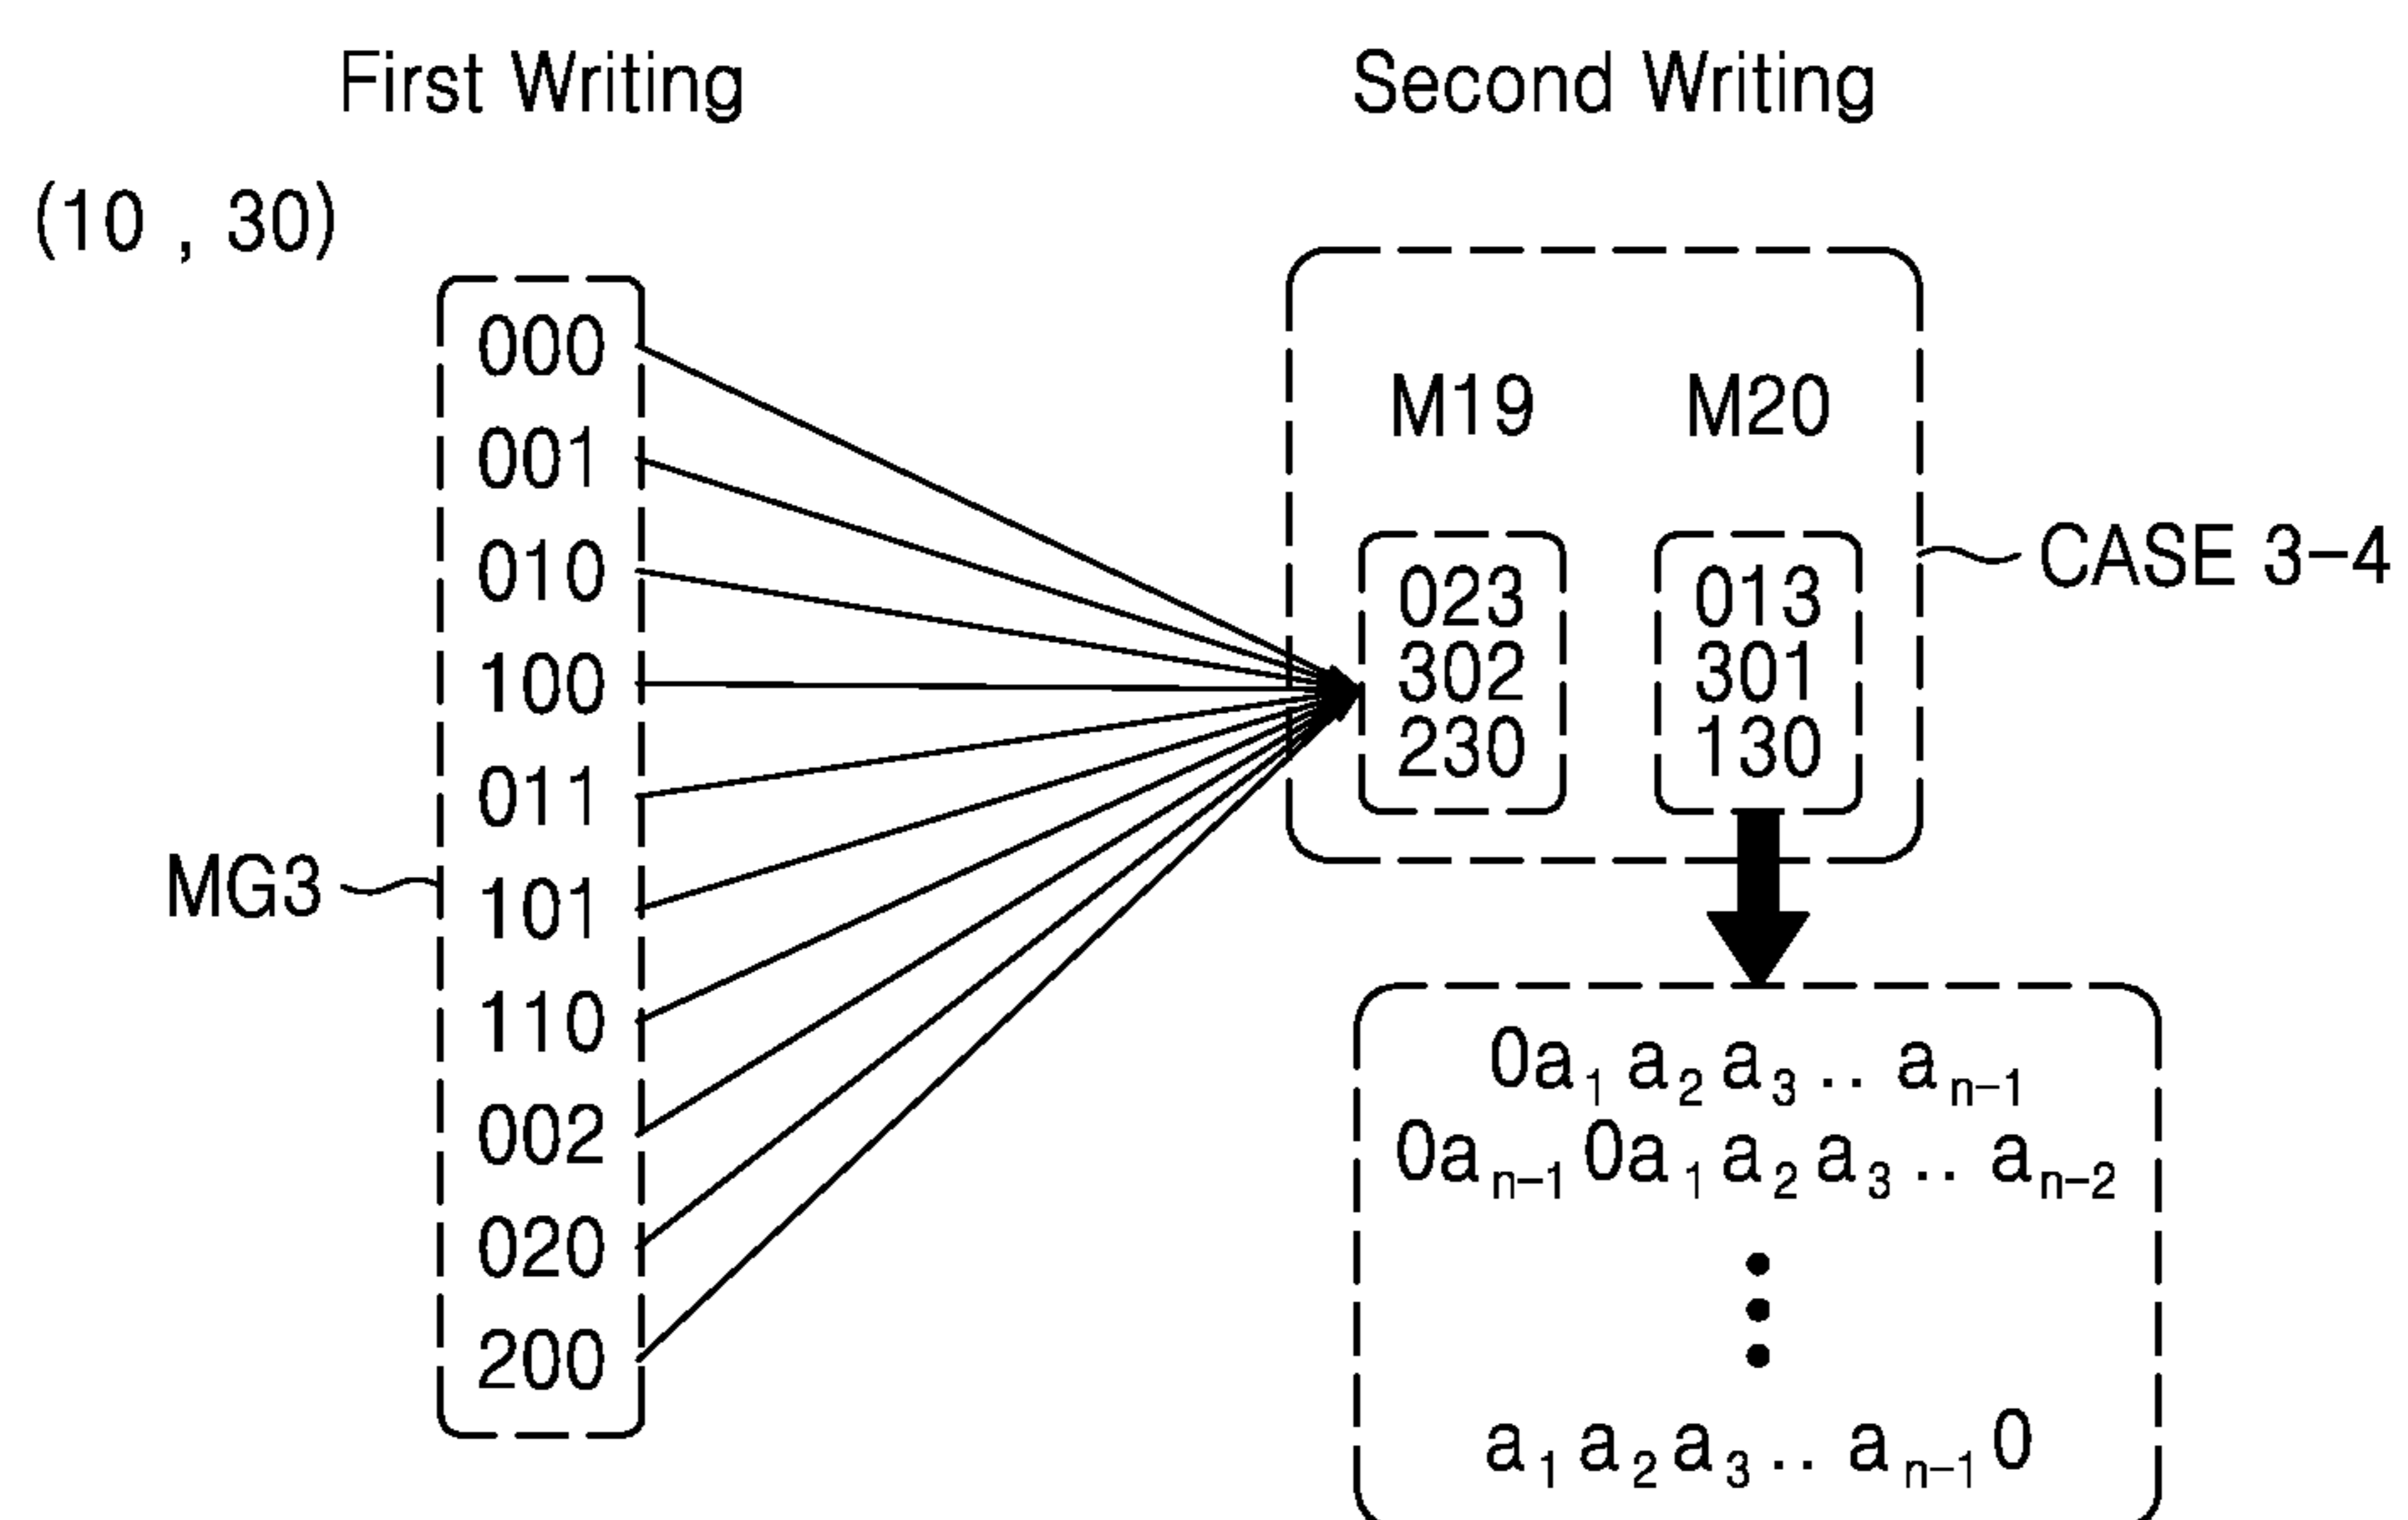 First Writing
Second Writing
(10 , 30)
000
001
010
100
011
101
110
002
020
200
MG3
M19 M20
023 013
302 301
230 130
CASE 3-4
0a₁ a₂ a₃ .. aₙ₋₁
0aₙ₋₁ 0a₁ a₂ a₃ .. aₙ₋₂
a₁ a₂ a₃ .. aₙ₋₁ 0